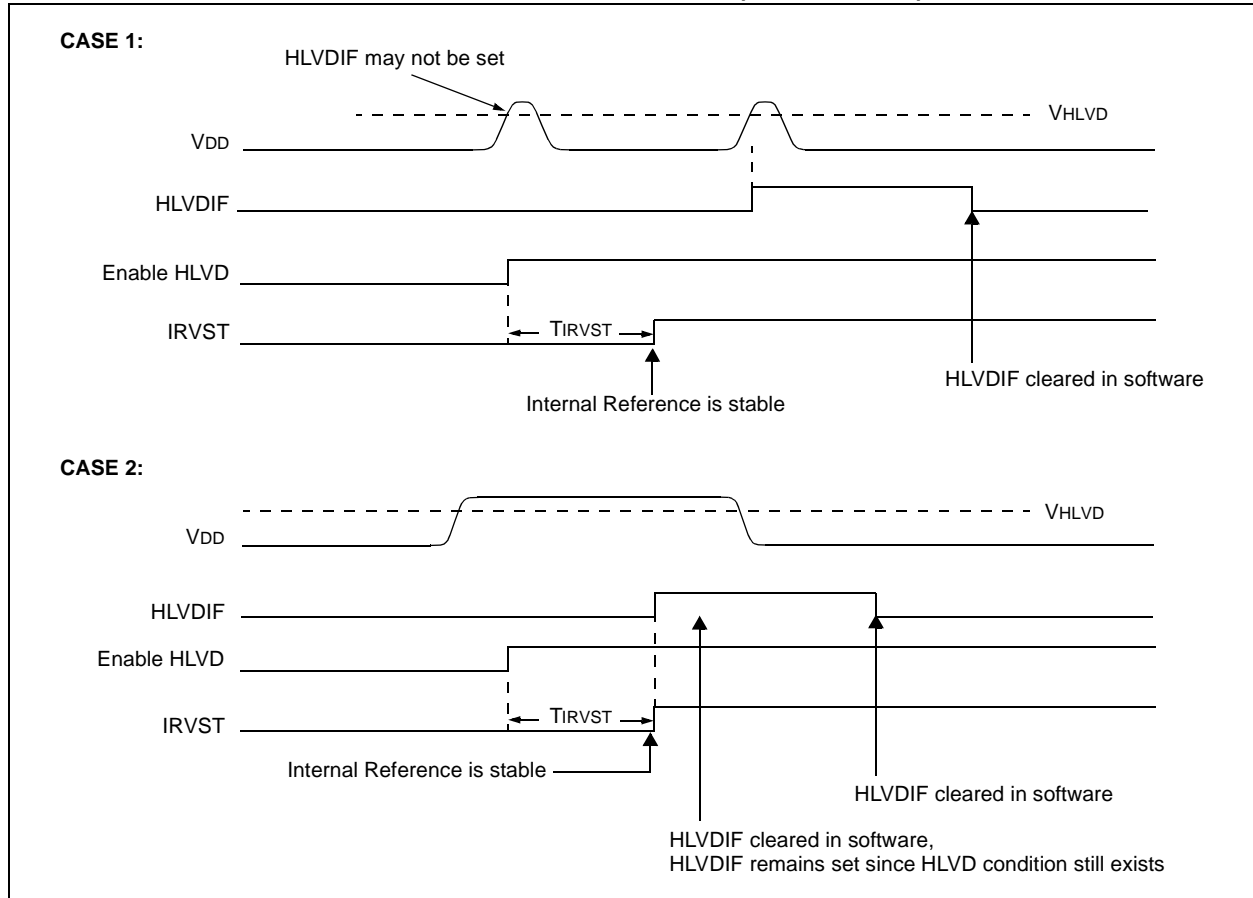 CASE 1:
HLVDIF may not be set
VHLVD
VDD
HLVDIF
Enable HLVD
TIRVST
IRVST
HLVDIF cleared in software
Internal Reference is stable
CASE 2:
VHLVD
VDD
HLVDIF
Enable HLVD
TIRVST
IRVST
Internal Reference is stable
HLVDIF cleared in software
HLVDIF cleared in software,
HLVDIF remains set since HLVD condition still exists